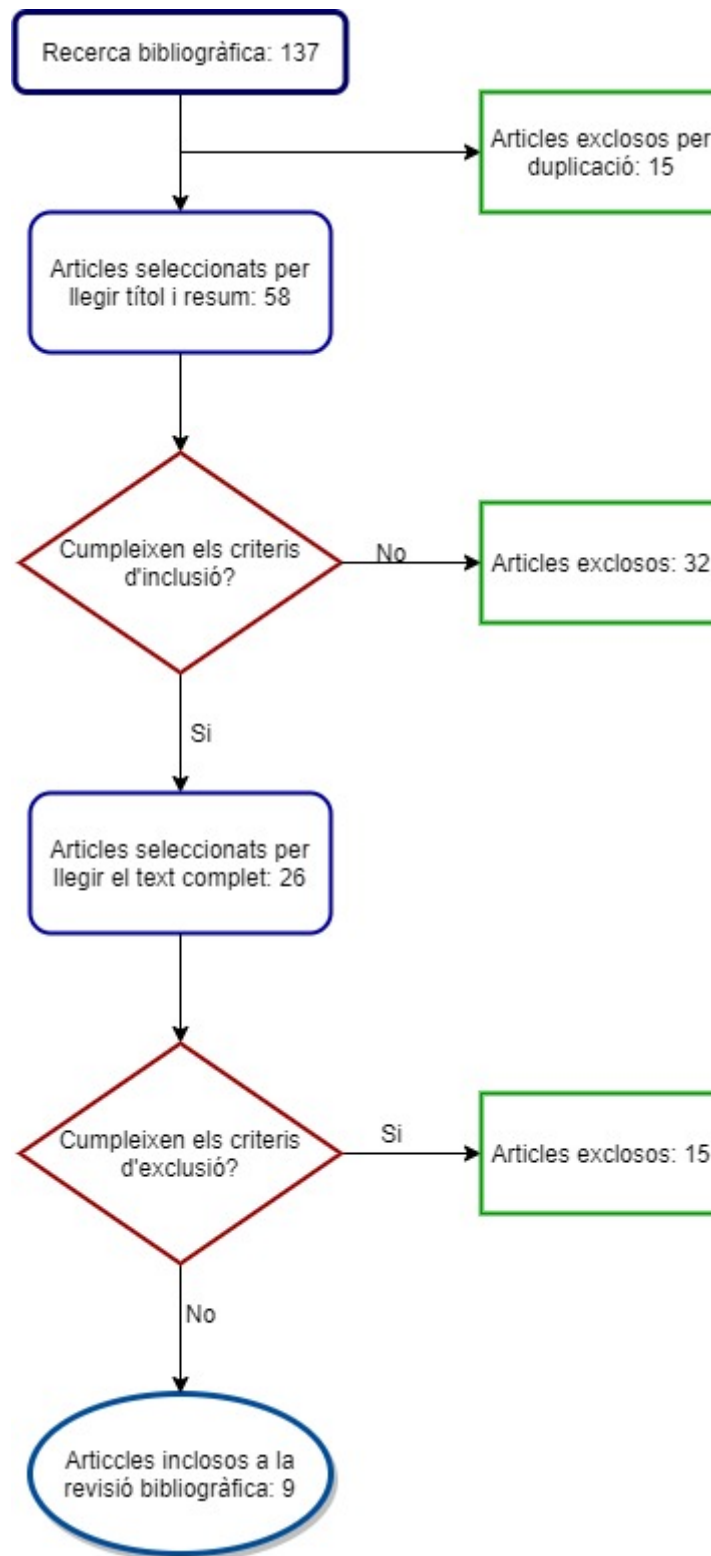 Recerca bibliogràfica: 137
Articles exclosos per
duplicació: 15
Articles seleccionats per
llegir títol i resum: 58
Cumpleixen els criteris
d'inclusió?
No
Articles exclosos: 32
Si
Articles seleccionats per
llegir el text complet: 26
Cumpleixen els criteris
d'exclusió?
Si
Articles exclosos: 15
No
Articcles inclosos a la
revisió bibliogràfica: 9